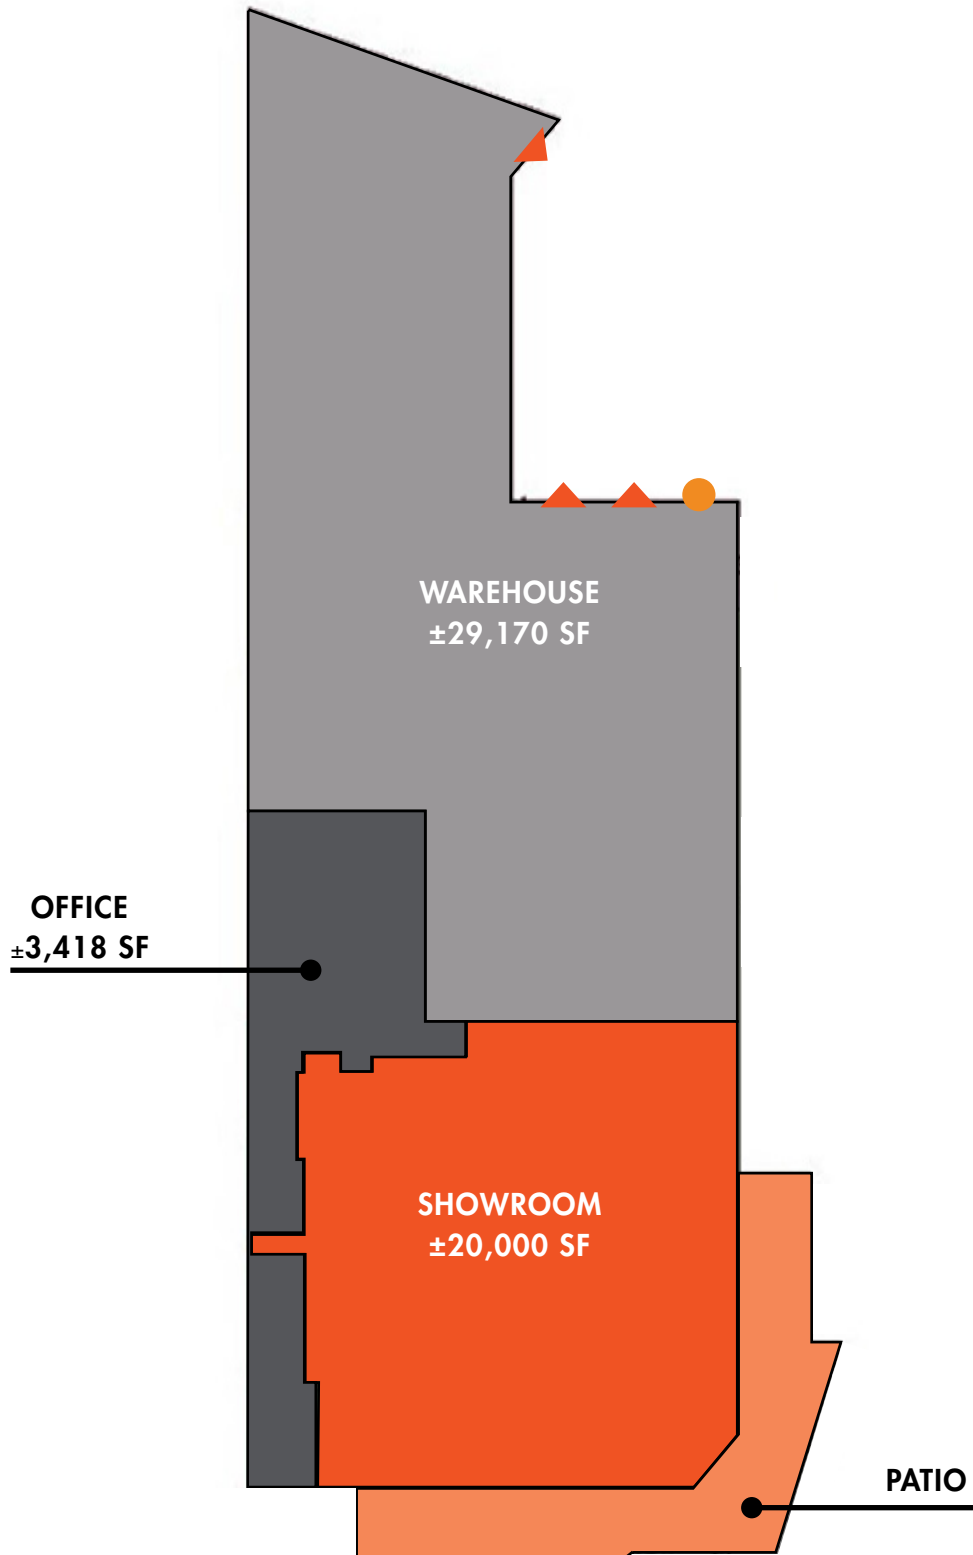 WAREHOUSE
±29,170 SF
OFFICE
±3,418 SF
SHOWROOM
±20,000 SF
PATIO